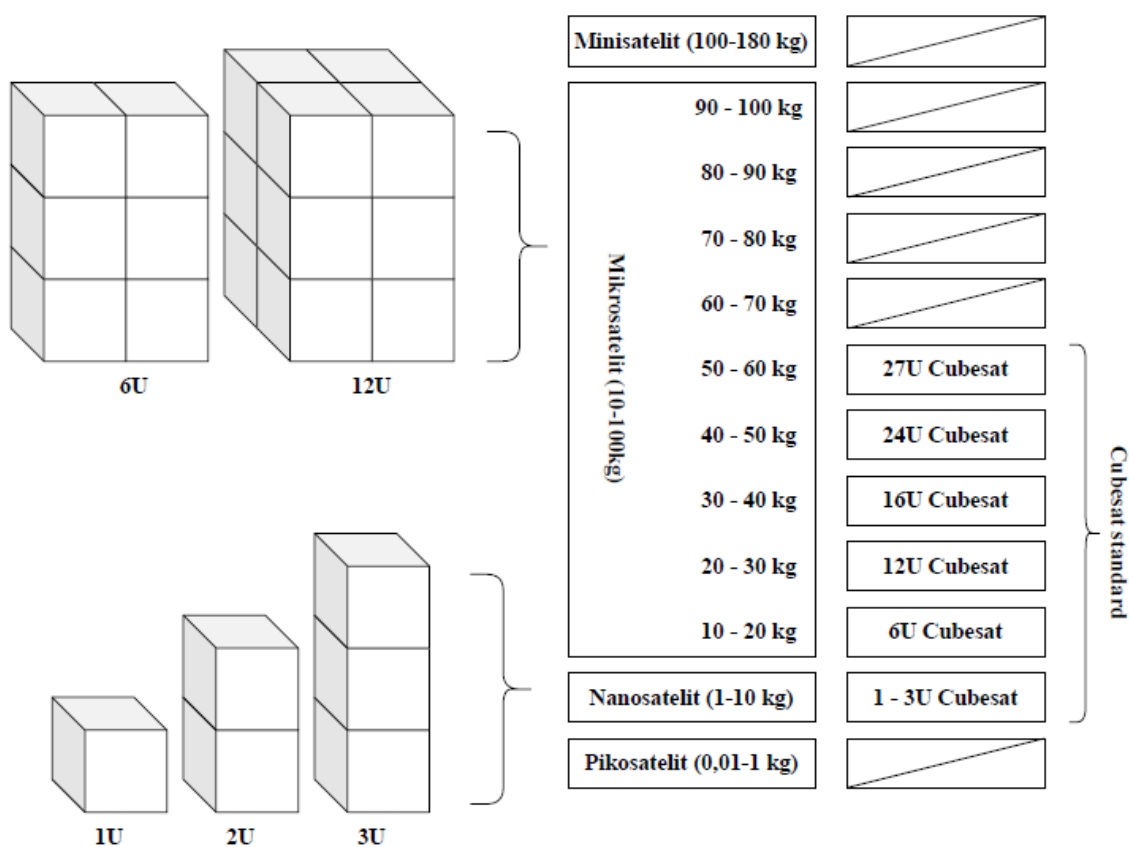 Minisatelit (100-180 kg)
6U
12U
Mikrosatelit (10-100kg)
90 - 100 kg
80 - 90 kg
70 - 80 kg
60 - 70 kg
50 - 60 kg
27U Cubesat
40 - 50 kg
24U Cubesat
30 - 40 kg
16U Cubesat
20 - 30 kg
12U Cubesat
10 - 20 kg
6U Cubesat
Nanosatelit (1-10 kg)
1 - 3U Cubesat
Pikosatelit (0,01-1 kg)
Cubesat standard
1U
2U
3U